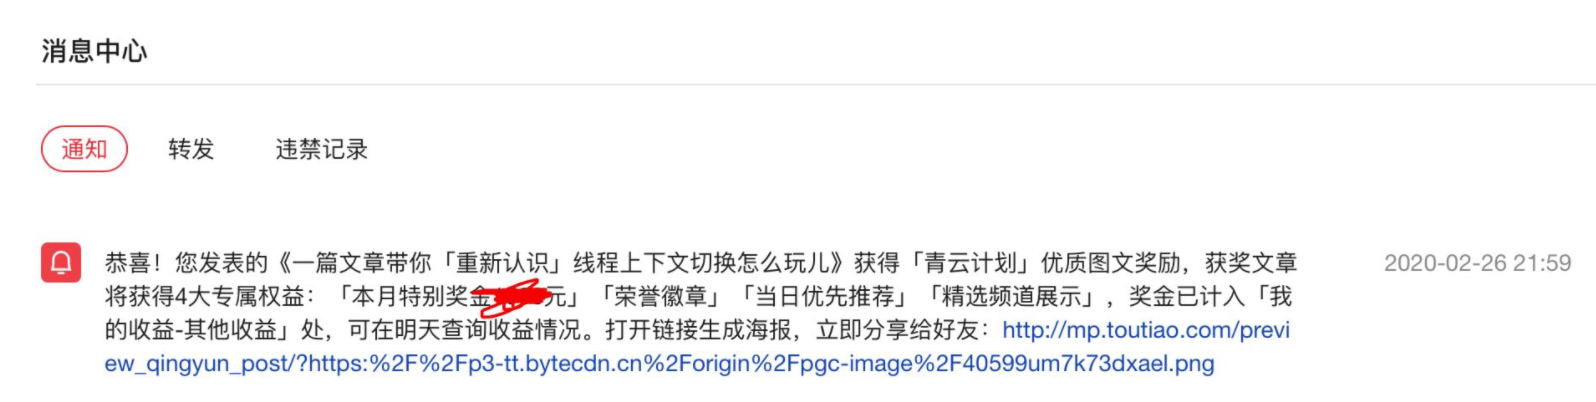 消息中心
通知 转发 违禁记录
恭喜！您发表的《一篇文章带你「重新认识」线程上下文切换怎么玩儿》获得「青云计划」优质图文奖励，获奖文章 2020-02-26 21:59
将获得4大专属权益：「本月特别奖金元」「荣誉徽章」「当日优先推荐」「精选频道展示」，奖金已计入「我
的收益-其他收益」处，可在明天查询收益情况。打开链接生成海报，立即分享给好友：http://mp.toutiao.com/previ
ew_qingyun_post/?https:%2F%2Fp3-tt.bytecdn.cn%2Forigin%2Fpgc-image%2F40599um7k73dxael.png